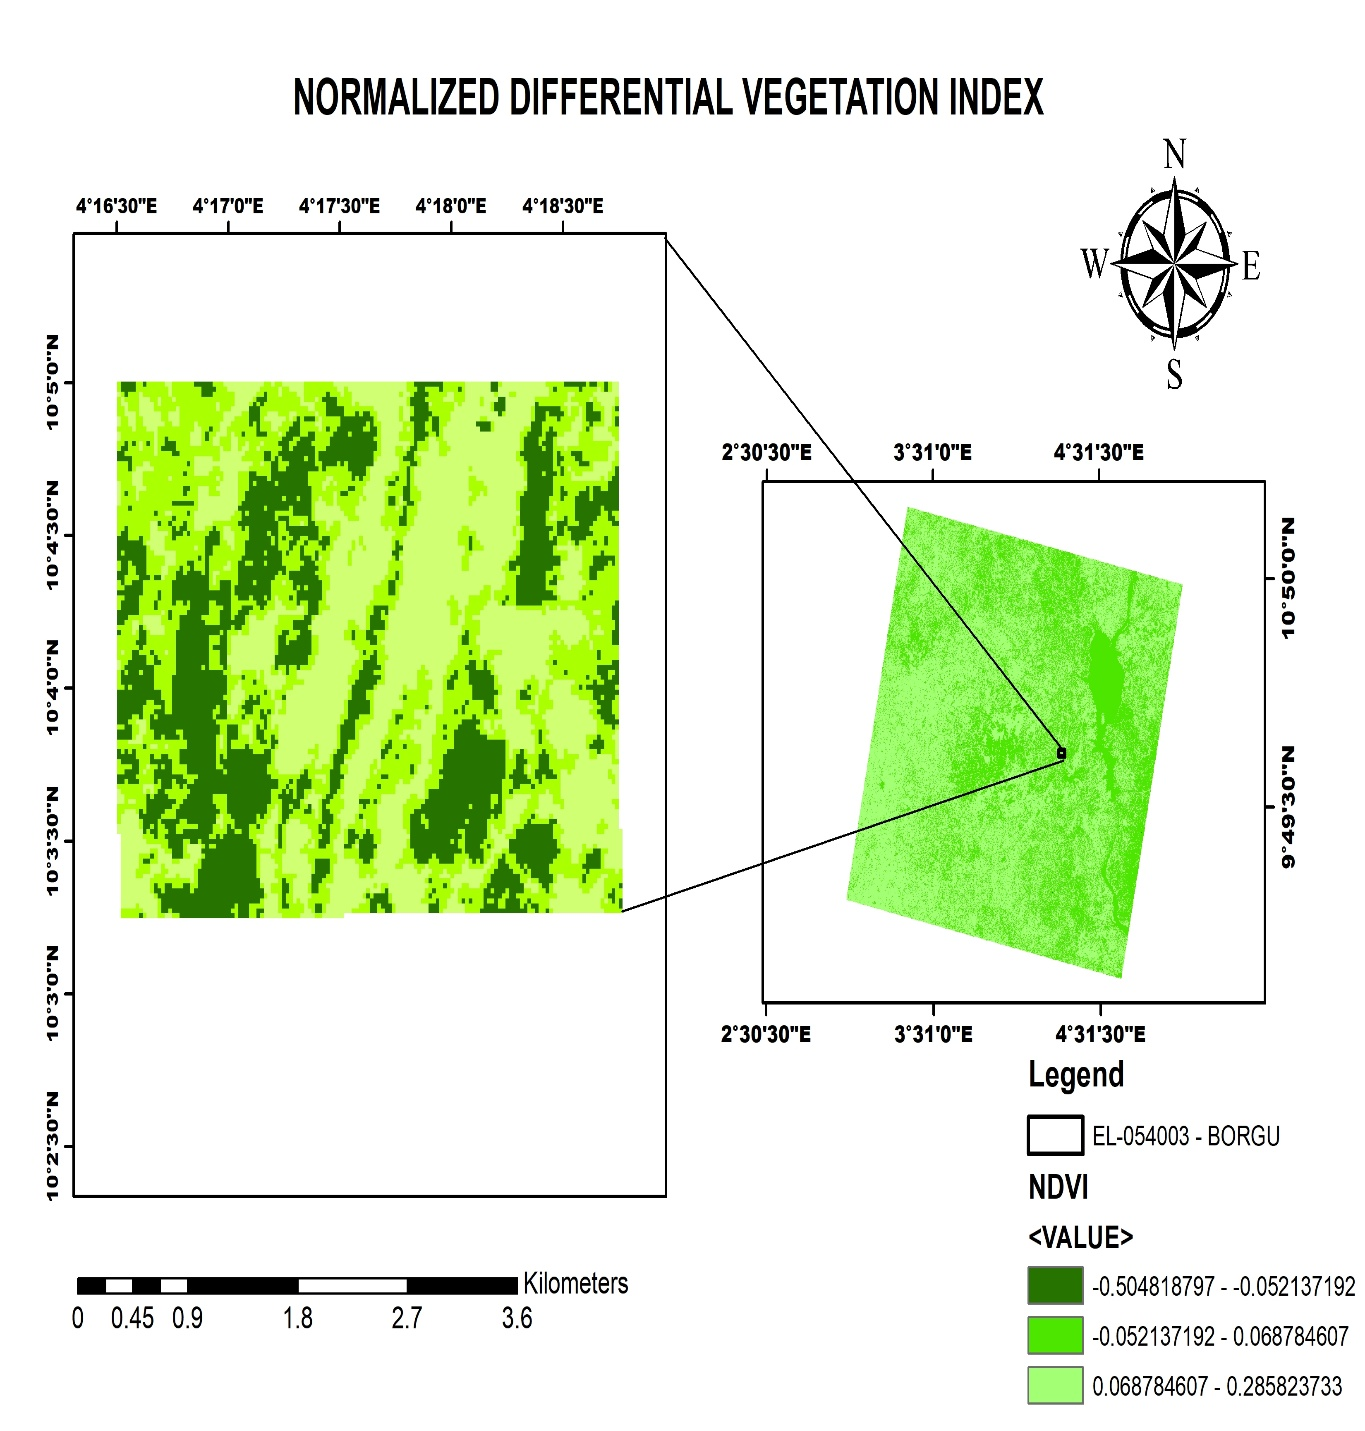 NORMALIZED DIFFERENTIAL VEGETATION INDEX
N
W
E
S
4°16'30"E 4°17'0"E 4°17'30"E 4°18'0"E 4°18'30"E
10°5'0"N
10°4'30"N
10°4'0"N
10°3'30"N
10°3'0"N
10°2'30"N
2°30'30"E 3°31'0"E 4°31'30"E
10°50'0"N
9°49'30"N
2°30'30"E 3°31'0"E 4°31'30"E
Legend
EL-054003 - BORGU
NDVI
<VALUE>
-0.504818797 - -0.052137192
-0.052137192 - 0.068784607
0.068784607 - 0.285823733
Kilometers
0 0.45 0.9 1.8 2.7 3.6